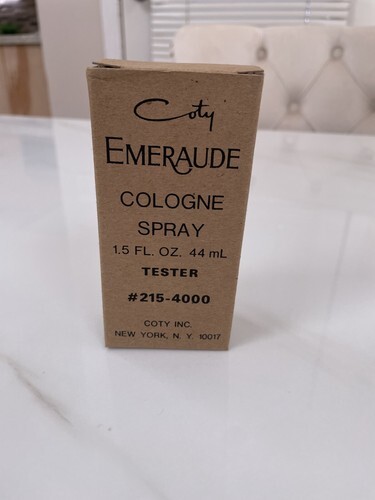 Coty
EMERAUDE
COLOGNE
SPRAY
1.5 FL. OZ. 44 mL
TESTER
#215-4000
COTY INC.
NEW YORK, N. Y. 10017